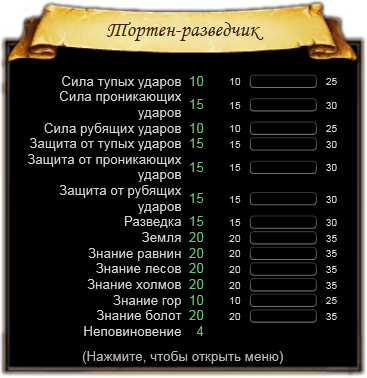 Тортен-разведчик
Сила тупых ударов 10 10 25
Сила проникающих
ударов 15 15 30
Сила рубящих ударов 10 10 25
Защита от тупых ударов 15 15 30
Защита от проникающих
ударов 15 15 30
Защита от рубящих
ударов 15 15 30
Разведка 15 15 30
Земля 20 20 35
Знание равнин 20 20 35
Знание лесов 20 20 35
Знание холмов 20 20 35
Знание гор 10 10 25
Знание болот 20 20 35
Неповиновение 4
(Нажмите, чтобы открыть меню)